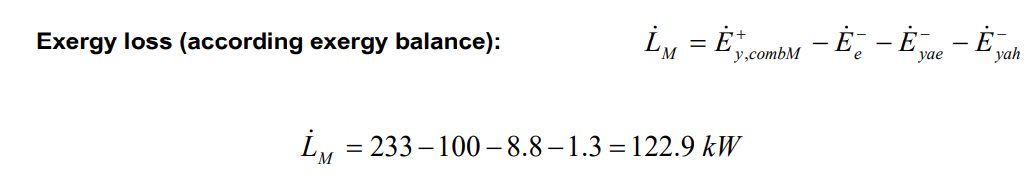 Exergy loss (according exergy balance): L̇_M = Ė⁺_y,combM − Ė⁻_e − Ė⁻_yae − Ė⁻_yah
L̇_M = 233 – 100 – 8.8 – 1.3 = 122.9 kW